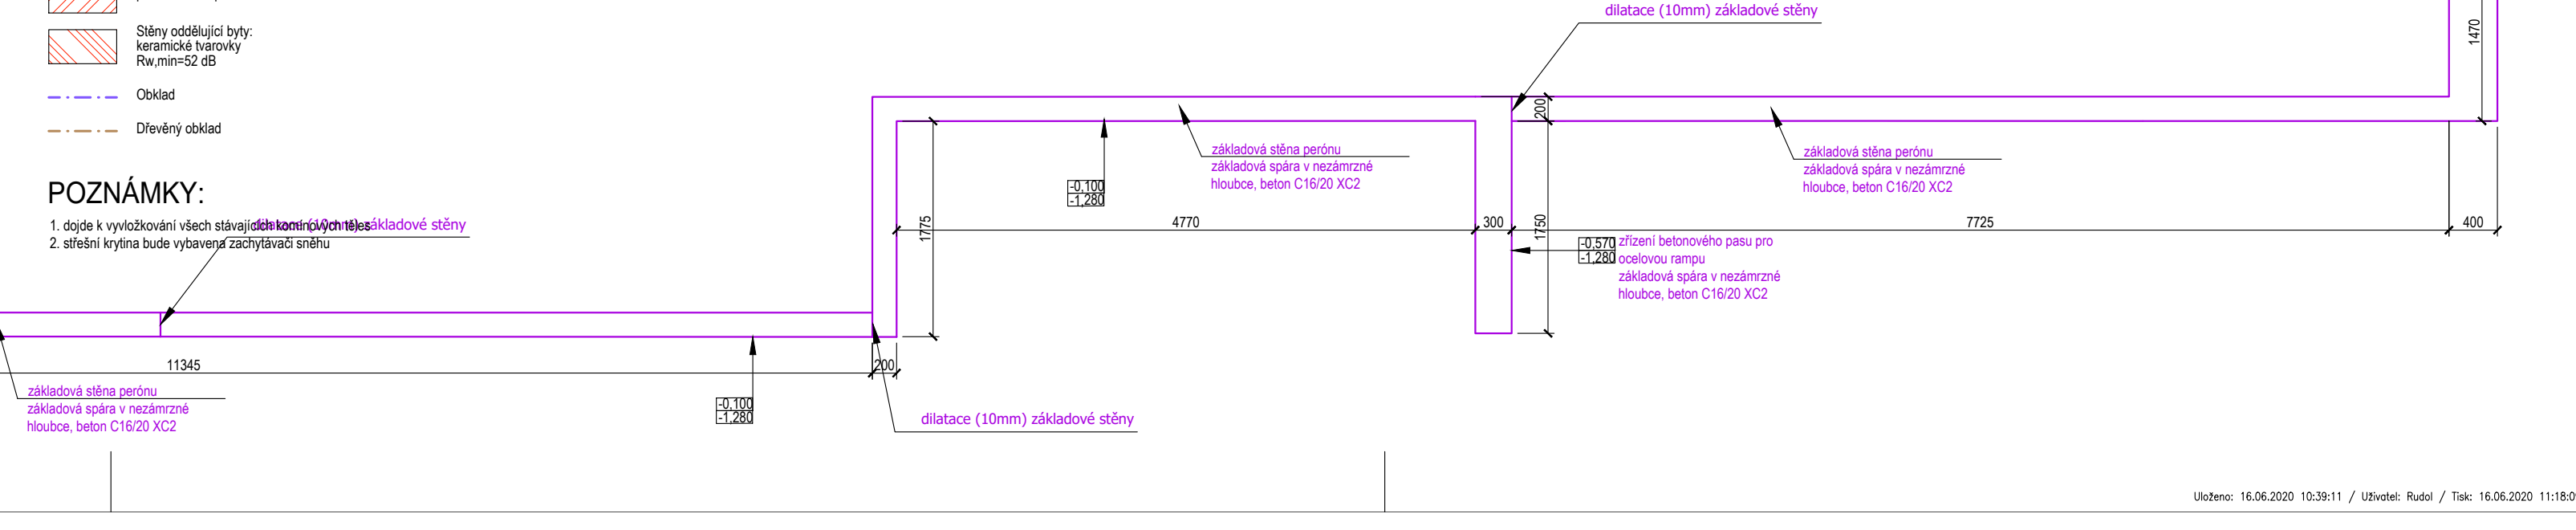 Stěny oddělující byty:
keramické tvarovky
Rw,min=52 dB
Obklad
Dřevěný obklad
POZNÁMKY:
1. dojde k vyvložkování všech stávajících komínových těles
2. střešní krytina bude vybavena zachytávači sněhu
dilatace (10mm) základové stěny
11345
základová stěna perónu
základová spára v nezámrzné
hloubce, beton C16/20 XC2
-0,100
-1,280
200
dilatace (10mm) základové stěny
1775
-0,100
-1,280
základová stěna perónu
základová spára v nezámrzné
hloubce, beton C16/20 XC2
4770
300
dilatace (10mm) základové stěny
200
1750
-0,570
-1,280
zřízení betonového pasu pro
ocelovou rampu
základová spára v nezámrzné
hloubce, beton C16/20 XC2
základová stěna perónu
základová spára v nezámrzné
hloubce, beton C16/20 XC2
7725
400
1470
Uloženo: 16.06.2020 10:39:11 / Uživatel: Rudol / Tisk: 16.06.2020